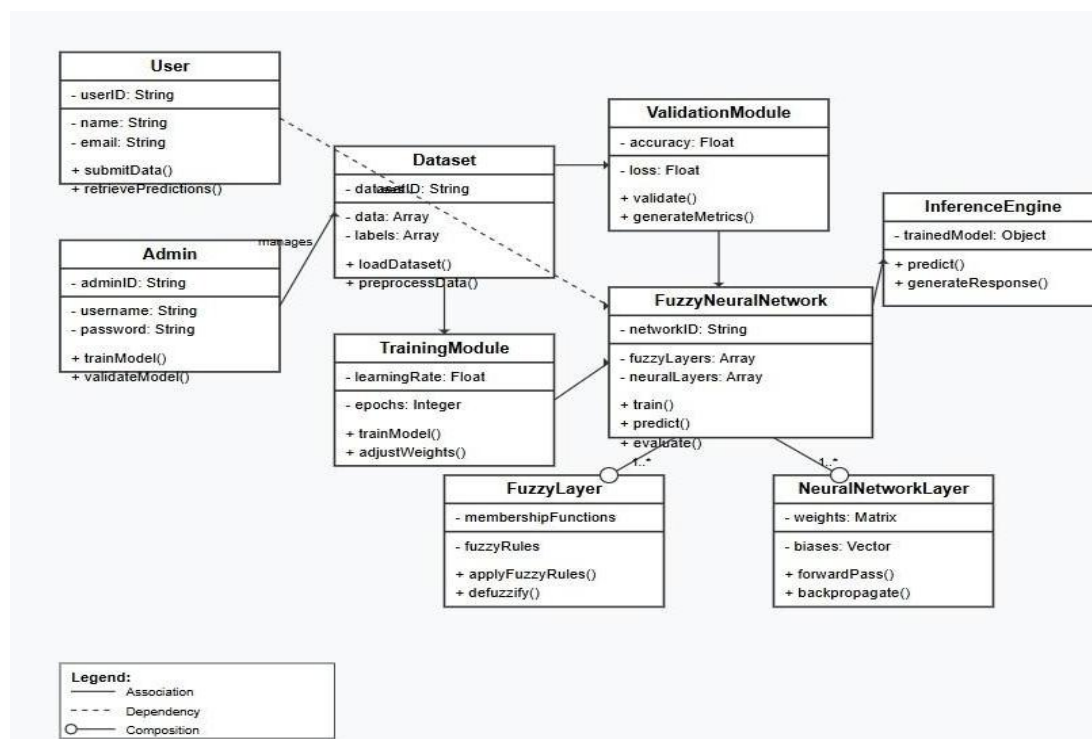 User
- userID: String
- name: String
- email: String
+ submitData()
+ retrievePredictions()
Admin
- adminID: String
- username: String
- password: String
+ trainModel()
+ validateModel()
manages
Dataset
- datasetID: String
- data: Array
- labels: Array
+ loadDataset()
+ preprocessData()
TrainingModule
- learningRate: Float
- epochs: Integer
+ trainModel()
+ adjustWeights()
ValidationModule
- accuracy: Float
- loss: Float
+ validate()
+ generateMetrics()
FuzzyNeuralNetwork
- networkID: String
- fuzzyLayers: Array
- neuralLayers: Array
+ train()
+ predict()
+ evaluate()
InferenceEngine
- trainedModel: Object
+ predict()
+ generateResponse()
1..*
1..*
FuzzyLayer
- membershipFunctions
- fuzzyRules
+ applyFuzzyRules()
+ defuzzify()
NeuralNetworkLayer
- weights: Matrix
- biases: Vector
+ forwardPass()
+ backpropagate()
Legend:
Association
Dependency
Composition